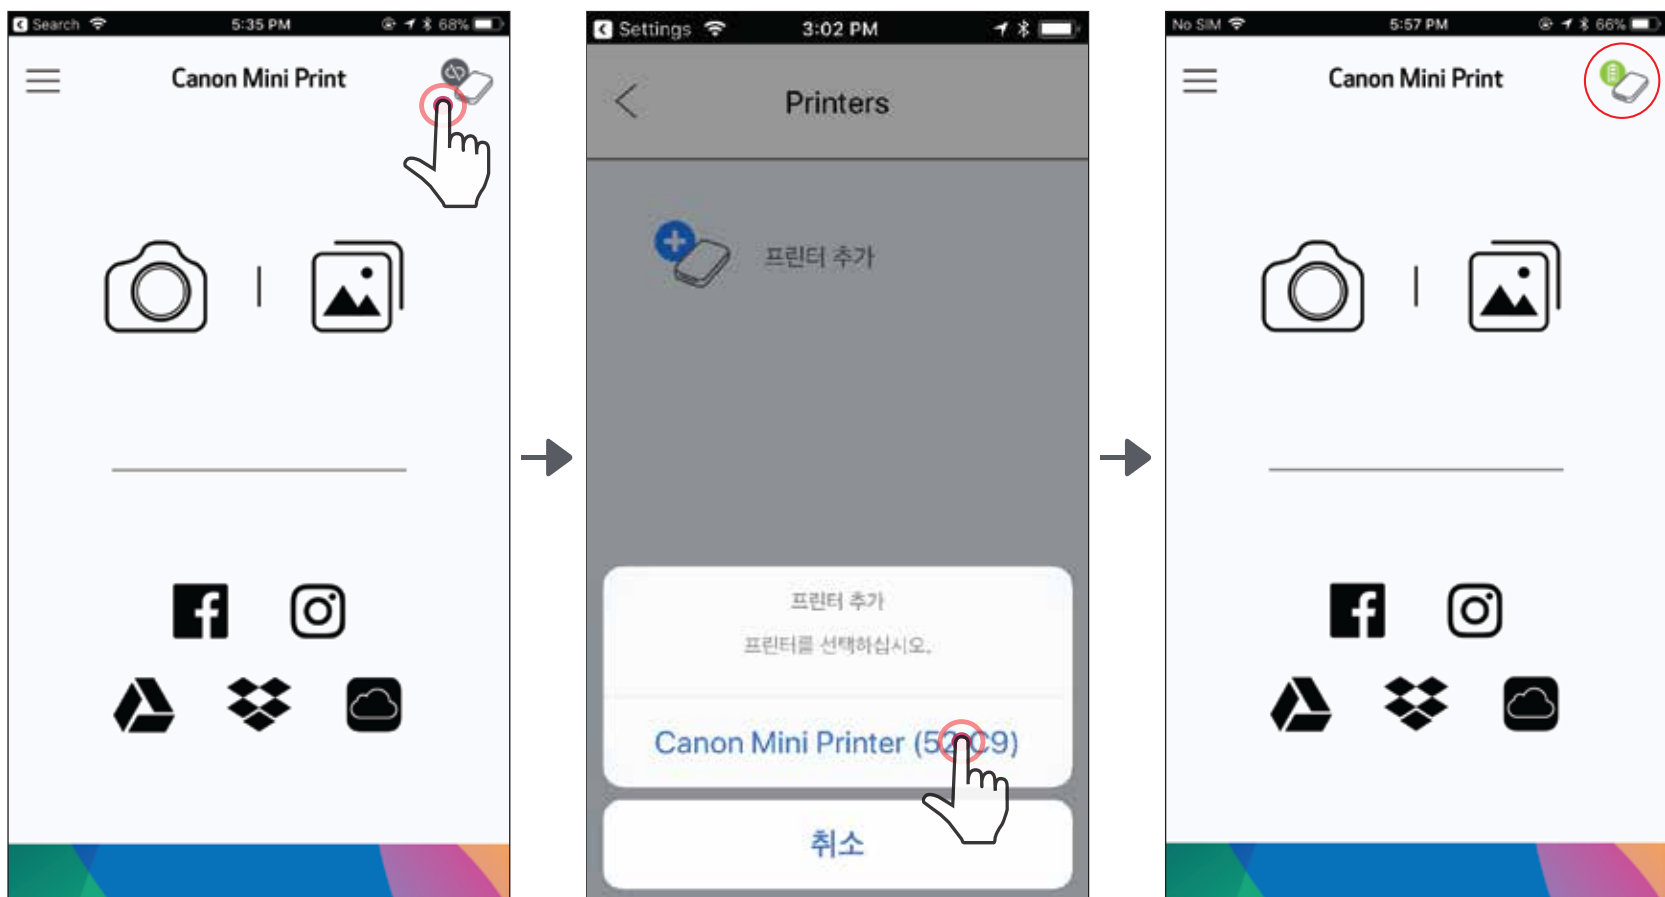 Search
5:35 PM
68%
Canon Mini Print
Settings
3:02 PM
Printers
프린터 추가
프린터 추가
프린터를 선택하십시오.
Canon Mini Printer (52:C9)
취소
No SIM
5:57 PM
66%
Canon Mini Print